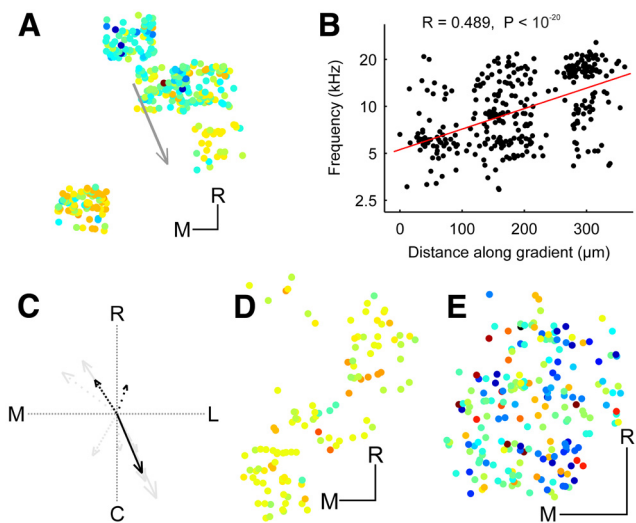 A
R
M
B
R = 0.489, P < 10⁻²⁰
Frequency (kHz)
20
10
5
2.5
0 100 200 300
Distance along gradient (µm)
C
R
M
L
C
D
R
M
E
R
M